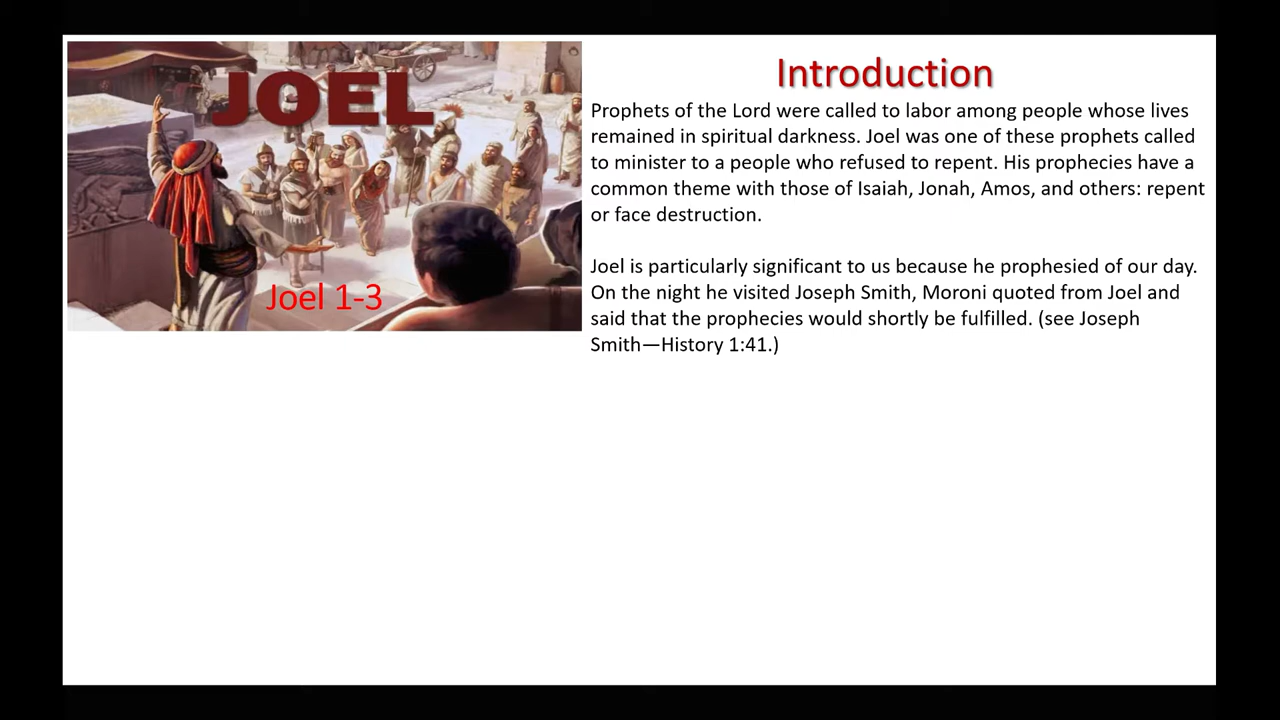 JOEL
Joel 1-3
Introduction
Prophets of the Lord were called to labor among people whose lives
remained in spiritual darkness. Joel was one of these prophets called
to minister to a people who refused to repent. His prophecies have a
common theme with those of Isaiah, Jonah, Amos, and others: repent
or face destruction.
Joel is particularly significant to us because he prophesied of our day.
On the night he visited Joseph Smith, Moroni quoted from Joel and
said that the prophecies would shortly be fulfilled. (see Joseph
Smith—History 1:41.)